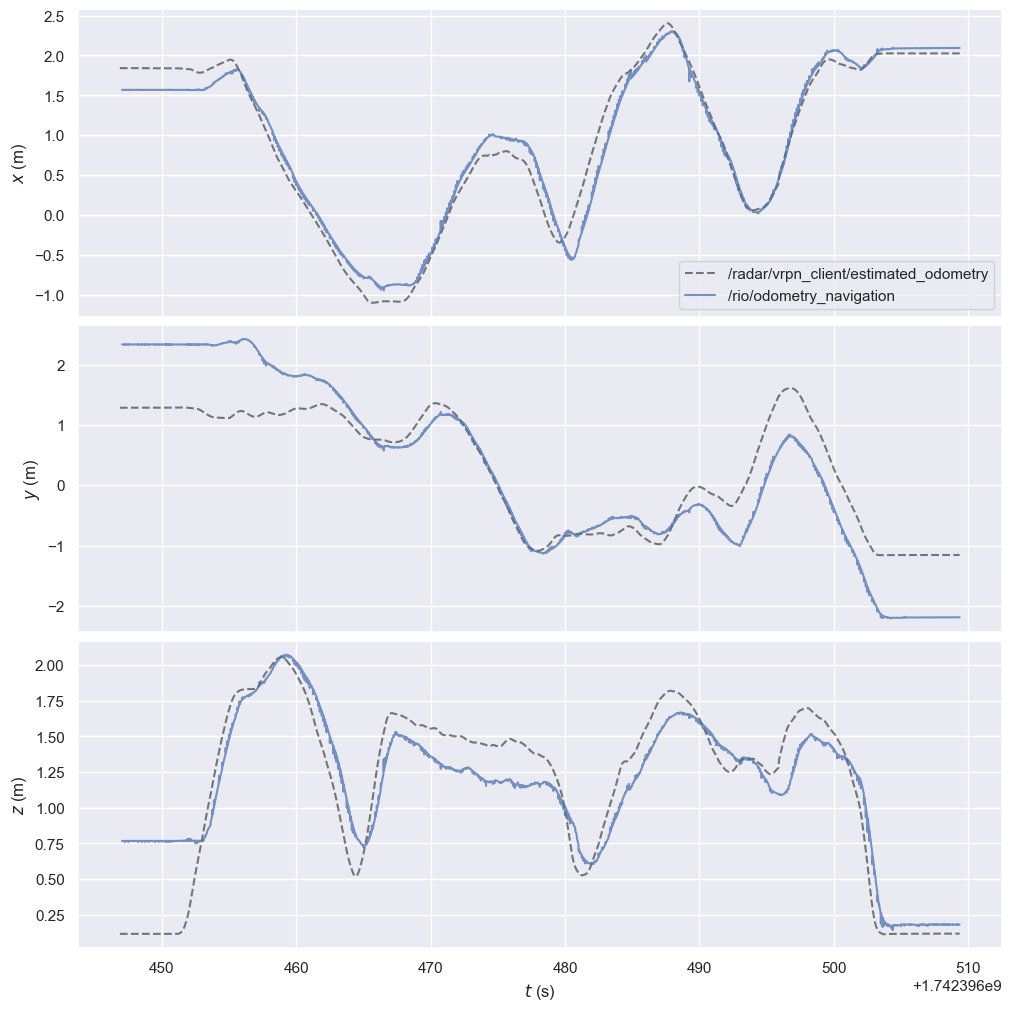 2.5
2.0
1.5
1.0
0.5
0.0
−0.5
−1.0
x (m)
/radar/vrpn_client/estimated_odometry
/rio/odometry_navigation
2
1
0
−1
−2
y (m)
2.00
1.75
1.50
1.25
1.00
0.75
0.50
0.25
z (m)
450 460 470 480 490 500 510
t (s)
+1.742396e9